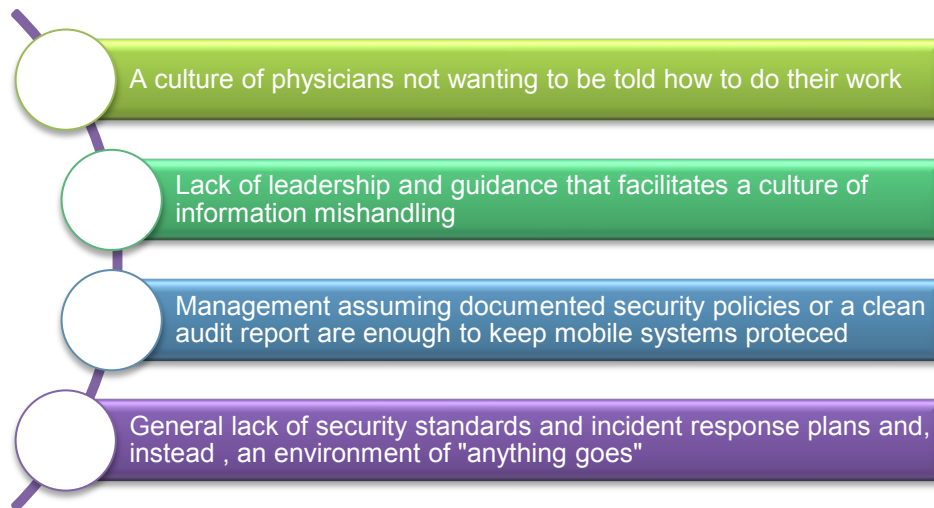 A culture of physicians not wanting to be told how to do their work
Lack of leadership and guidance that facilitates a culture of
information mishandling
Management assuming documented security policies or a clean
audit report are enough to keep mobile systems proteced
General lack of security standards and incident response plans and,
instead , an environment of "anything goes"